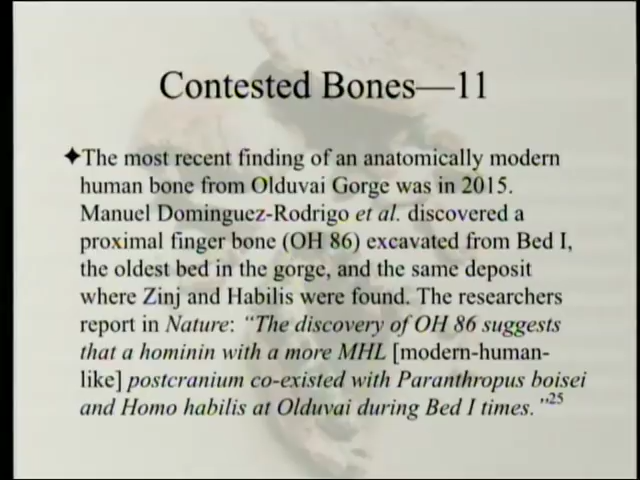 Contested Bones—11
✦The most recent finding of an anatomically modern
human bone from Olduvai Gorge was in 2015.
Manuel Dominguez-Rodrigo et al. discovered a
proximal finger bone (OH 86) excavated from Bed I,
the oldest bed in the gorge, and the same deposit
where Zinj and Habilis were found. The researchers
report in Nature: “The discovery of OH 86 suggests
that a hominin with a more MHL [modern-human-
like] postcranium co-existed with Paranthropus boisei
and Homo habilis at Olduvai during Bed I times.”25